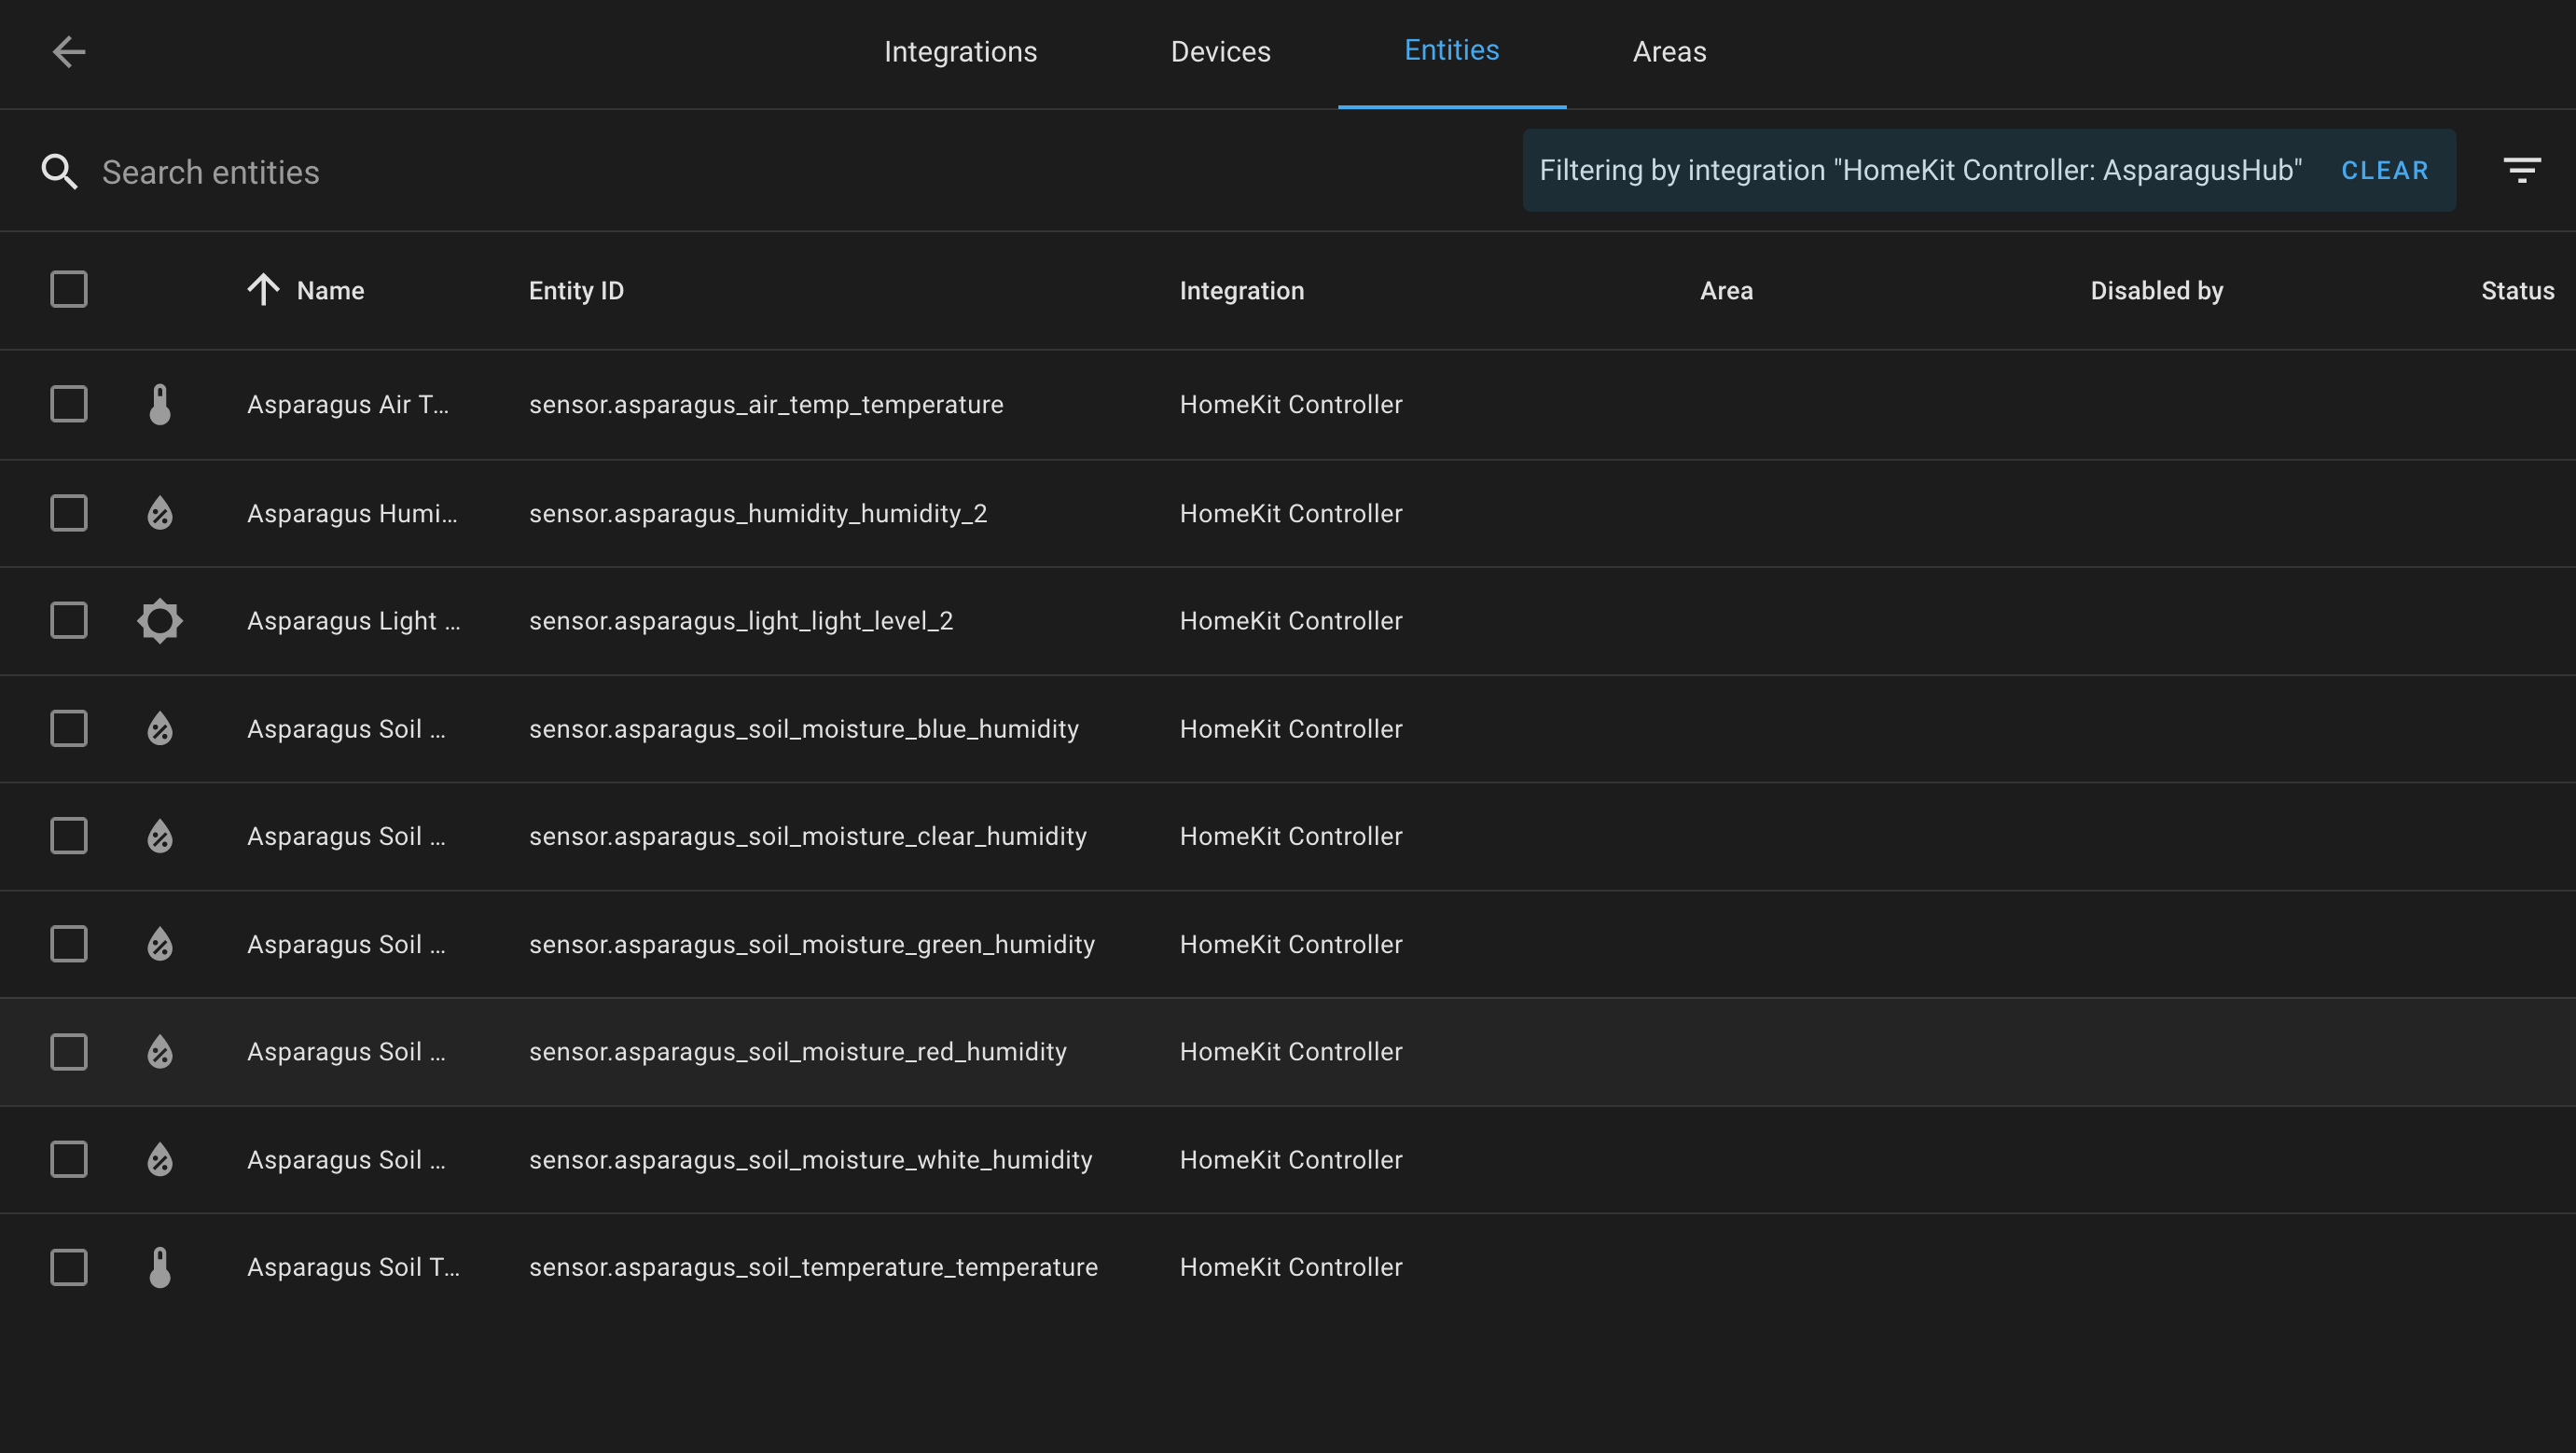 Integrations Devices Entities Areas
Search entities Filtering by integration "HomeKit Controller: AsparagusHub" CLEAR
Name Entity ID Integration Area Disabled by Status
Asparagus Air T... sensor.asparagus_air_temp_temperature HomeKit Controller
Asparagus Humi... sensor.asparagus_humidity_humidity_2 HomeKit Controller
Asparagus Light ... sensor.asparagus_light_light_level_2 HomeKit Controller
Asparagus Soil ... sensor.asparagus_soil_moisture_blue_humidity HomeKit Controller
Asparagus Soil ... sensor.asparagus_soil_moisture_clear_humidity HomeKit Controller
Asparagus Soil ... sensor.asparagus_soil_moisture_green_humidity HomeKit Controller
Asparagus Soil ... sensor.asparagus_soil_moisture_red_humidity HomeKit Controller
Asparagus Soil ... sensor.asparagus_soil_moisture_white_humidity HomeKit Controller
Asparagus Soil T... sensor.asparagus_soil_temperature_temperature HomeKit Controller